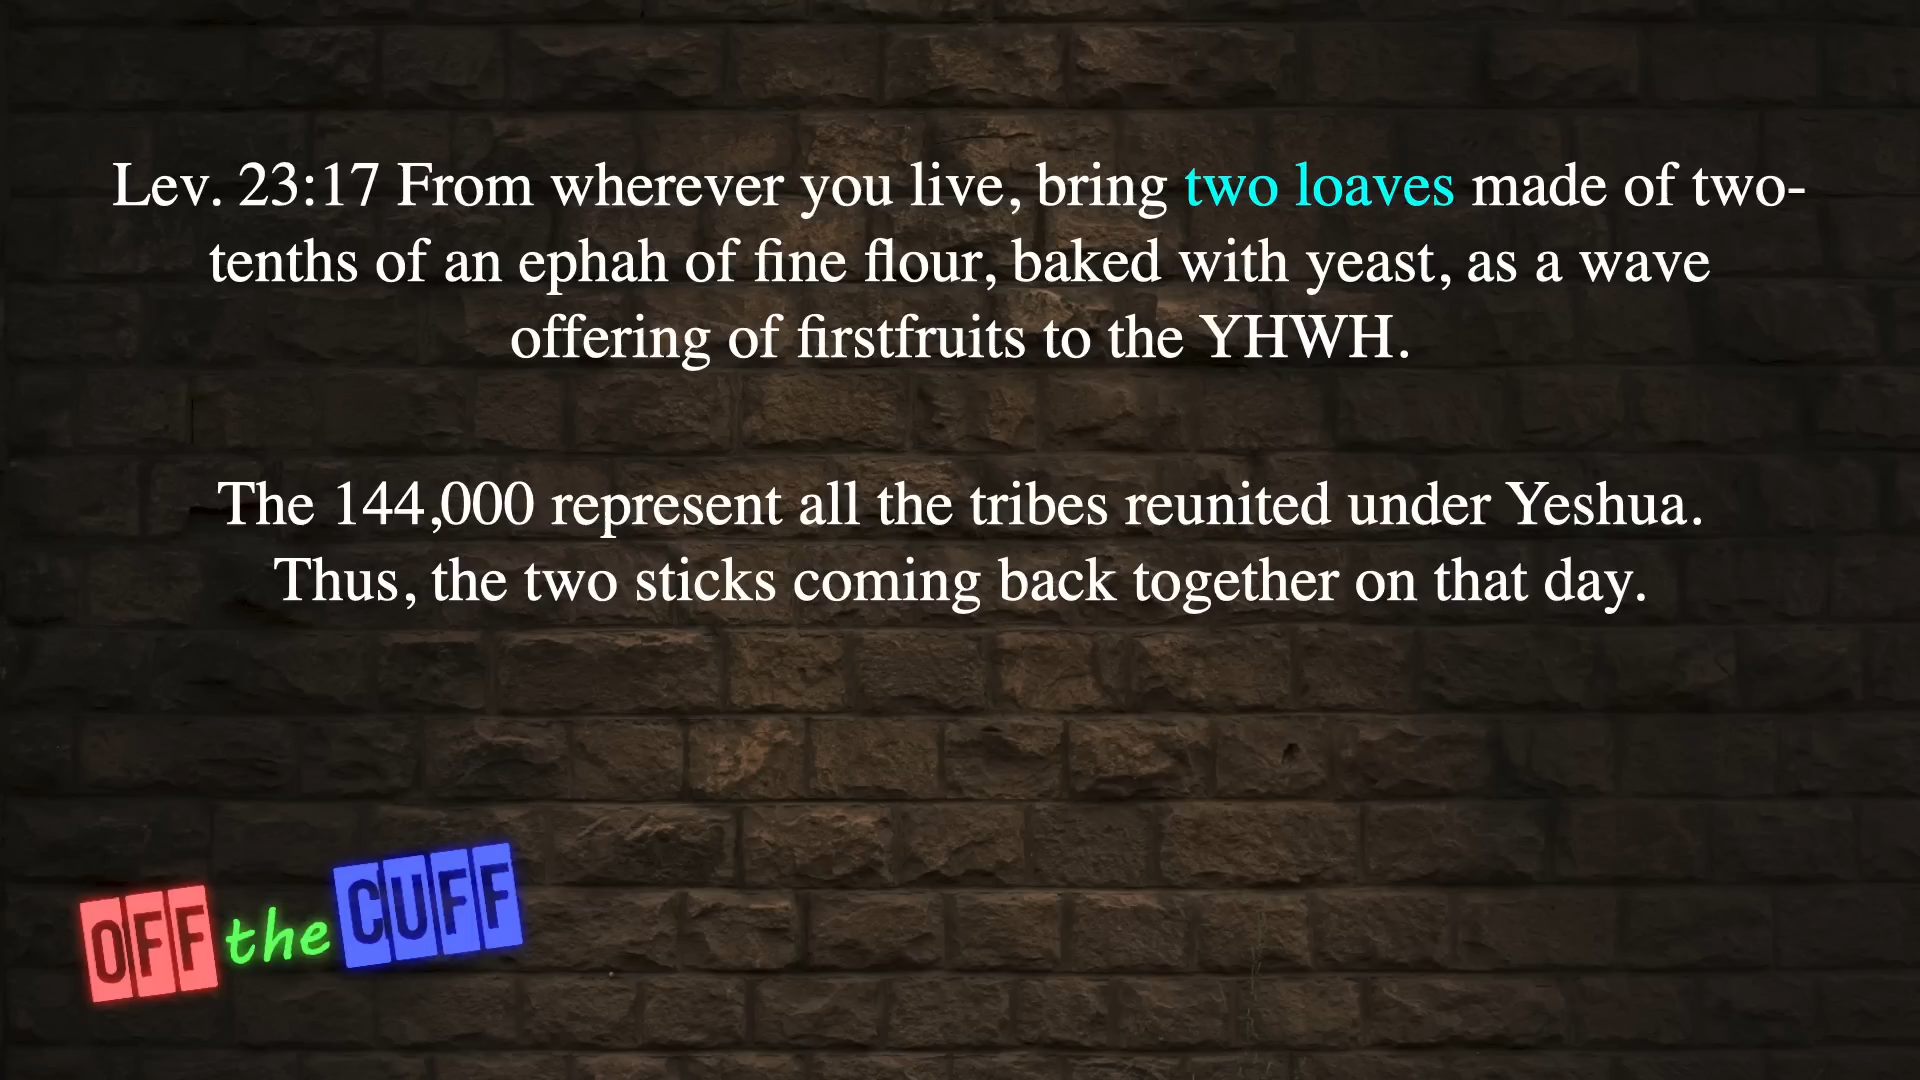 Lev. 23:17 From wherever you live, bring two loaves made of two-
tenths of an ephah of fine flour, baked with yeast, as a wave
offering of firstfruits to the YHWH.
The 144,000 represent all the tribes reunited under Yeshua.
Thus, the two sticks coming back together on that day.
OFF the CUFF